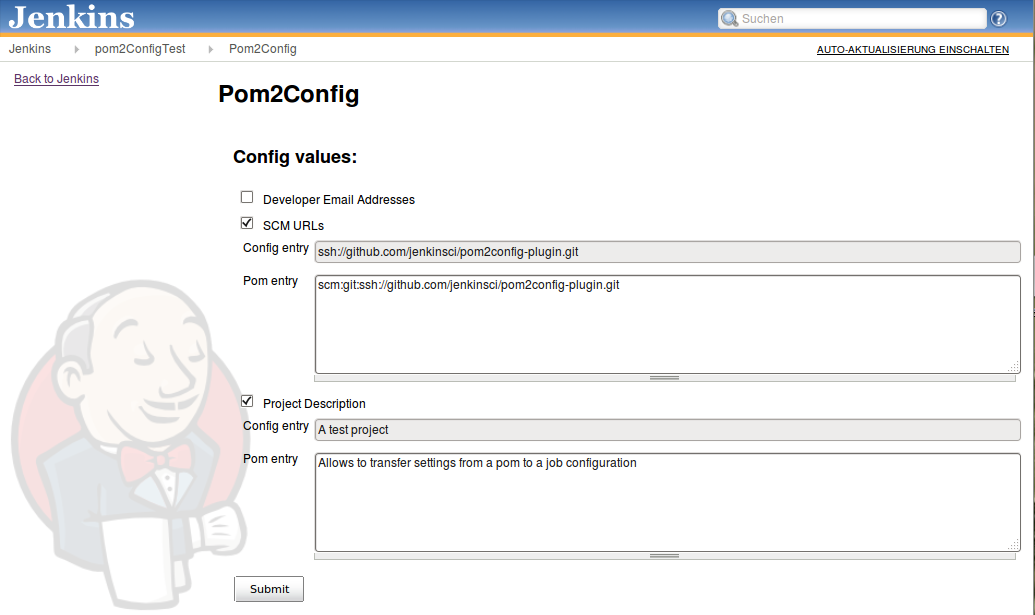 Jenkins
Suchen
?
Jenkins pom2ConfigTest Pom2Config
AUTO-AKTUALISIERUNG EINSCHALTEN
Back to Jenkins
Pom2Config
Config values:
Developer Email Addresses
SCM URLs
Config entry ssh://github.com/jenkinsci/pom2config-plugin.git
Pom entry scm:git:ssh://github.com/jenkinsci/pom2config-plugin.git
Project Description
Config entry A test project
Pom entry Allows to transfer settings from a pom to a job configuration
Submit